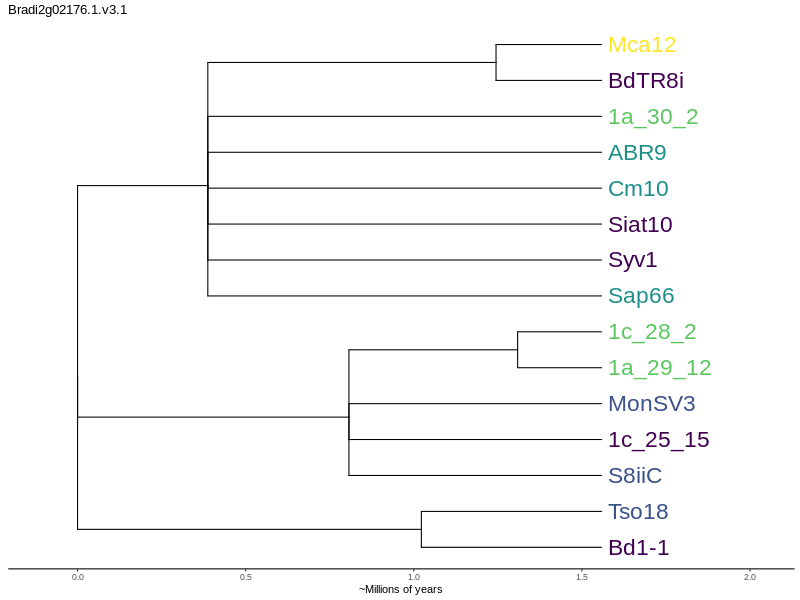 Bradi2g02176.1.v3.1
Mca12
BdTR8i
1a_30_2
ABR9
Cm10
Siat10
Syv1
Sap66
1c_28_2
1a_29_12
MonSV3
1c_25_15
S8iiC
Tso18
Bd1-1
0.0 0.5 1.0 1.5 2.0
~Millions of years